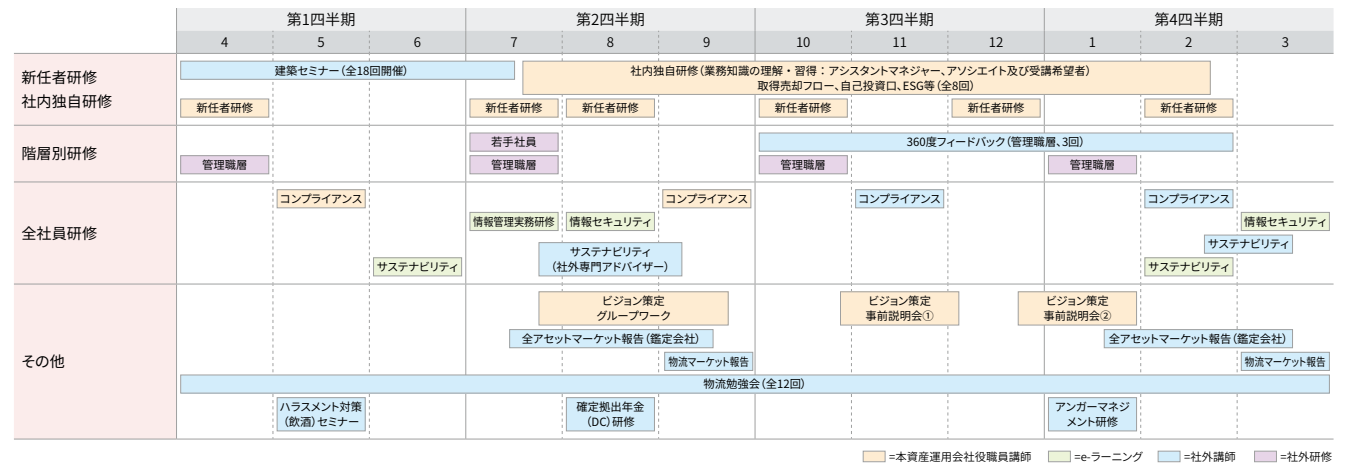 第1四半期 第2四半期 第3四半期 第4四半期
4 5 6 7 8 9 10 11 12 1 2 3
新任者研修
社内独自研修
建築セミナー（全18回開催）
社内独自研修（業務知識の理解・習得：アシスタントマネジャー、アソシエイト及び受講希望者）
取得売却フロー、自己投資口、ESG等（全8回）
新任者研修 新任者研修 新任者研修 新任者研修 新任者研修 新任者研修
階層別研修
若手社員 360度フィードバック（管理職層、3回）
管理職層 管理職層 管理職層 管理職層
全社員研修
コンプライアンス コンプライアンス コンプライアンス コンプライアンス
情報管理実務研修 情報セキュリティ 情報セキュリティ
サステナビリティ
（社外専門アドバイザー）
サステナビリティ
サステナビリティ サステナビリティ
その他
ビジョン策定
グループワーク
ビジョン策定
事前説明会①
ビジョン策定
事前説明会②
全アセットマーケット報告（鑑定会社） 全アセットマーケット報告（鑑定会社）
物流マーケット報告 物流マーケット報告
物流勉強会（全12回）
ハラスメント対策
（飲酒）セミナー
確定拠出年金
（DC）研修
アンガーマネジ
メント研修
=本資産運用会社役職員講師 =e-ラーニング =社外講師 =社外研修